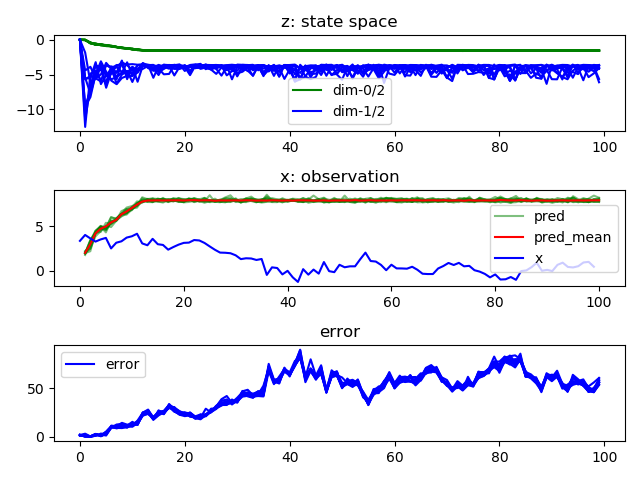 z: state space
0
−5
−10
dim-0/2
dim-1/2
0 20 40 60 80 100
x: observation
5
0
pred
pred_mean
x
0 20 40 60 80 100
error
50
0
error
0 20 40 60 80 100